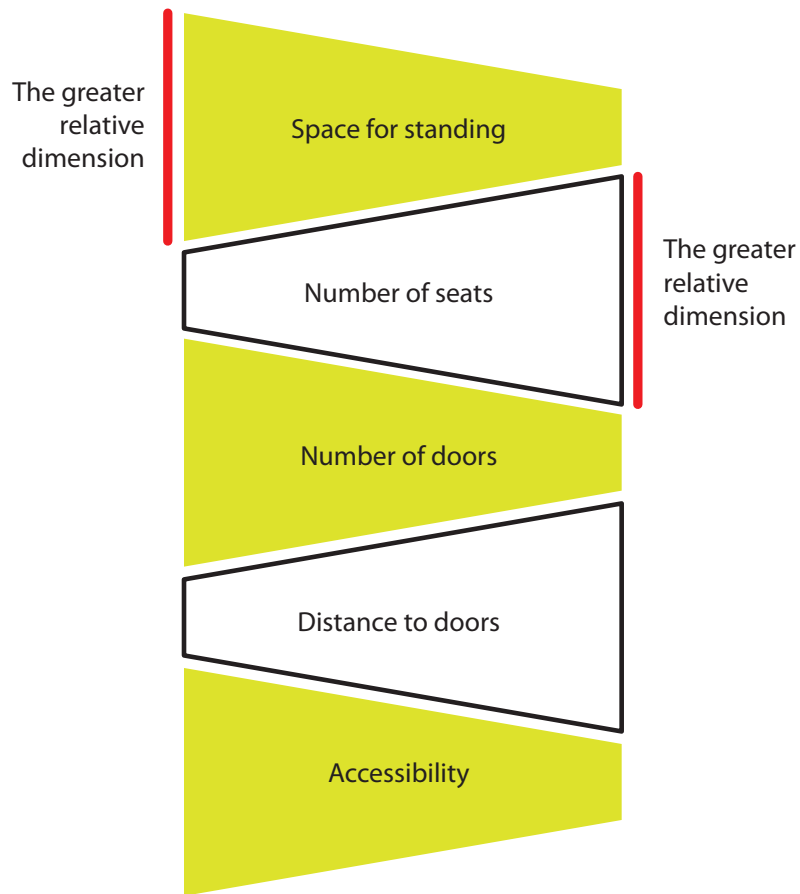 The greater
relative
dimension
Space for standing
Number of seats
The greater
relative
dimension
Number of doors
Distance to doors
Accessibility